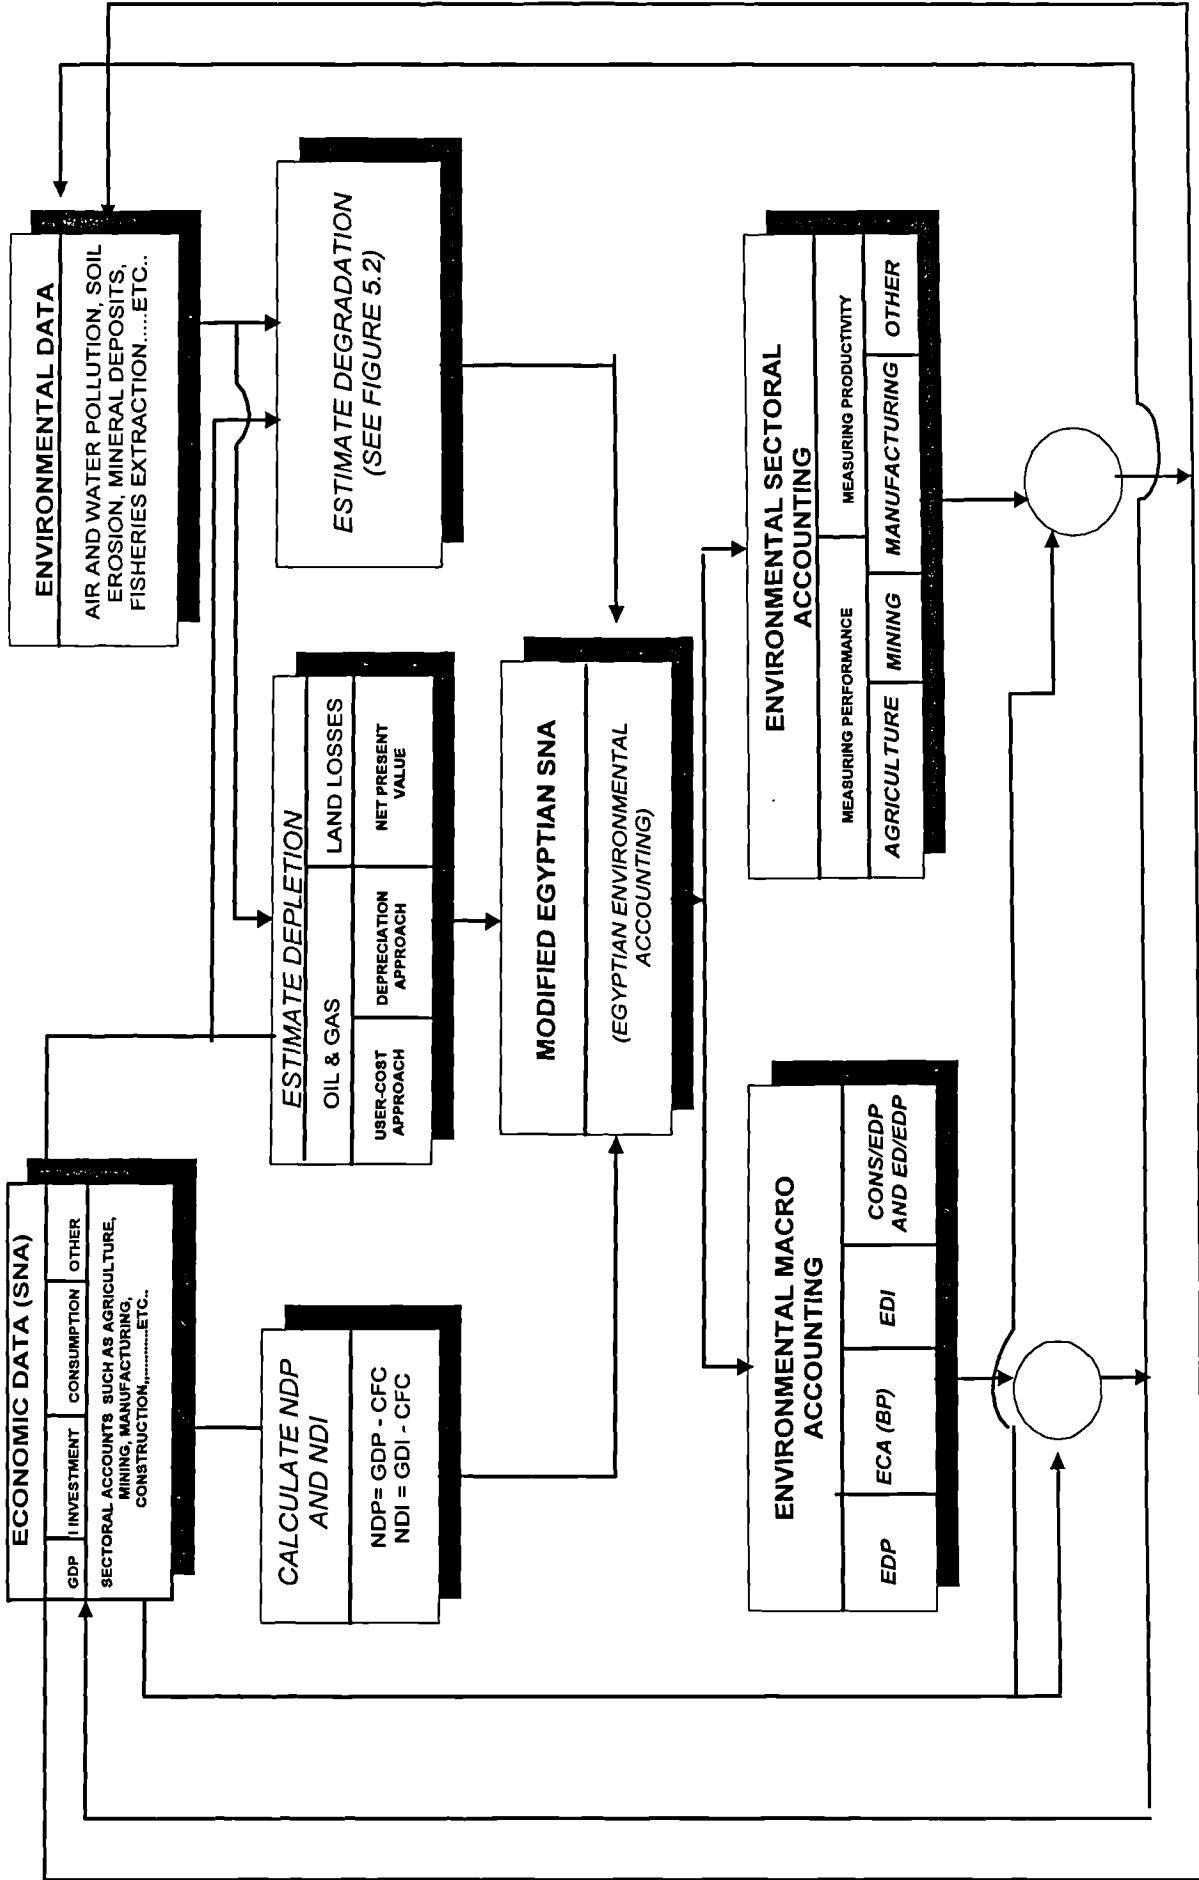 ECONOMIC DATA (SNA)
GDP
INVESTMENT
CONSUMPTION
OTHER
SECTORAL ACCOUNTS SUCH AS AGRICULTURE,
MINING, MANUFACTURING,
CONSTRUCTION,,............ETC..
ENVIRONMENTAL DATA
AIR AND WATER POLLUTION, SOIL
EROSION, MINERAL DEPOSITS,
FISHERIES EXTRACTION.....ETC..
CALCULATE NDP
AND NDI
NDP= GDP - CFC
NDI = GDI - CFC
ESTIMATE DEPLETION
OIL & GAS
LAND LOSSES
USER-COST
APPROACH
DEPRECIATION
APPROACH
NET PRESENT
VALUE
ESTIMATE DEGRADATION
(SEE FIGURE 5.2)
MODIFIED EGYPTIAN SNA
(EGYPTIAN ENVIRONMENTAL
ACCOUNTING)
ENVIRONMENTAL MACRO
ACCOUNTING
EDP
ECA (BP)
EDI
CONS/EDP
AND ED/EDP
ENVIRONMENTAL SECTORAL
ACCOUNTING
MEASURING PERFORMANCE
MEASURING PRODUCTIVITY
AGRICULTURE
MINING
MANUFACTURING
OTHER